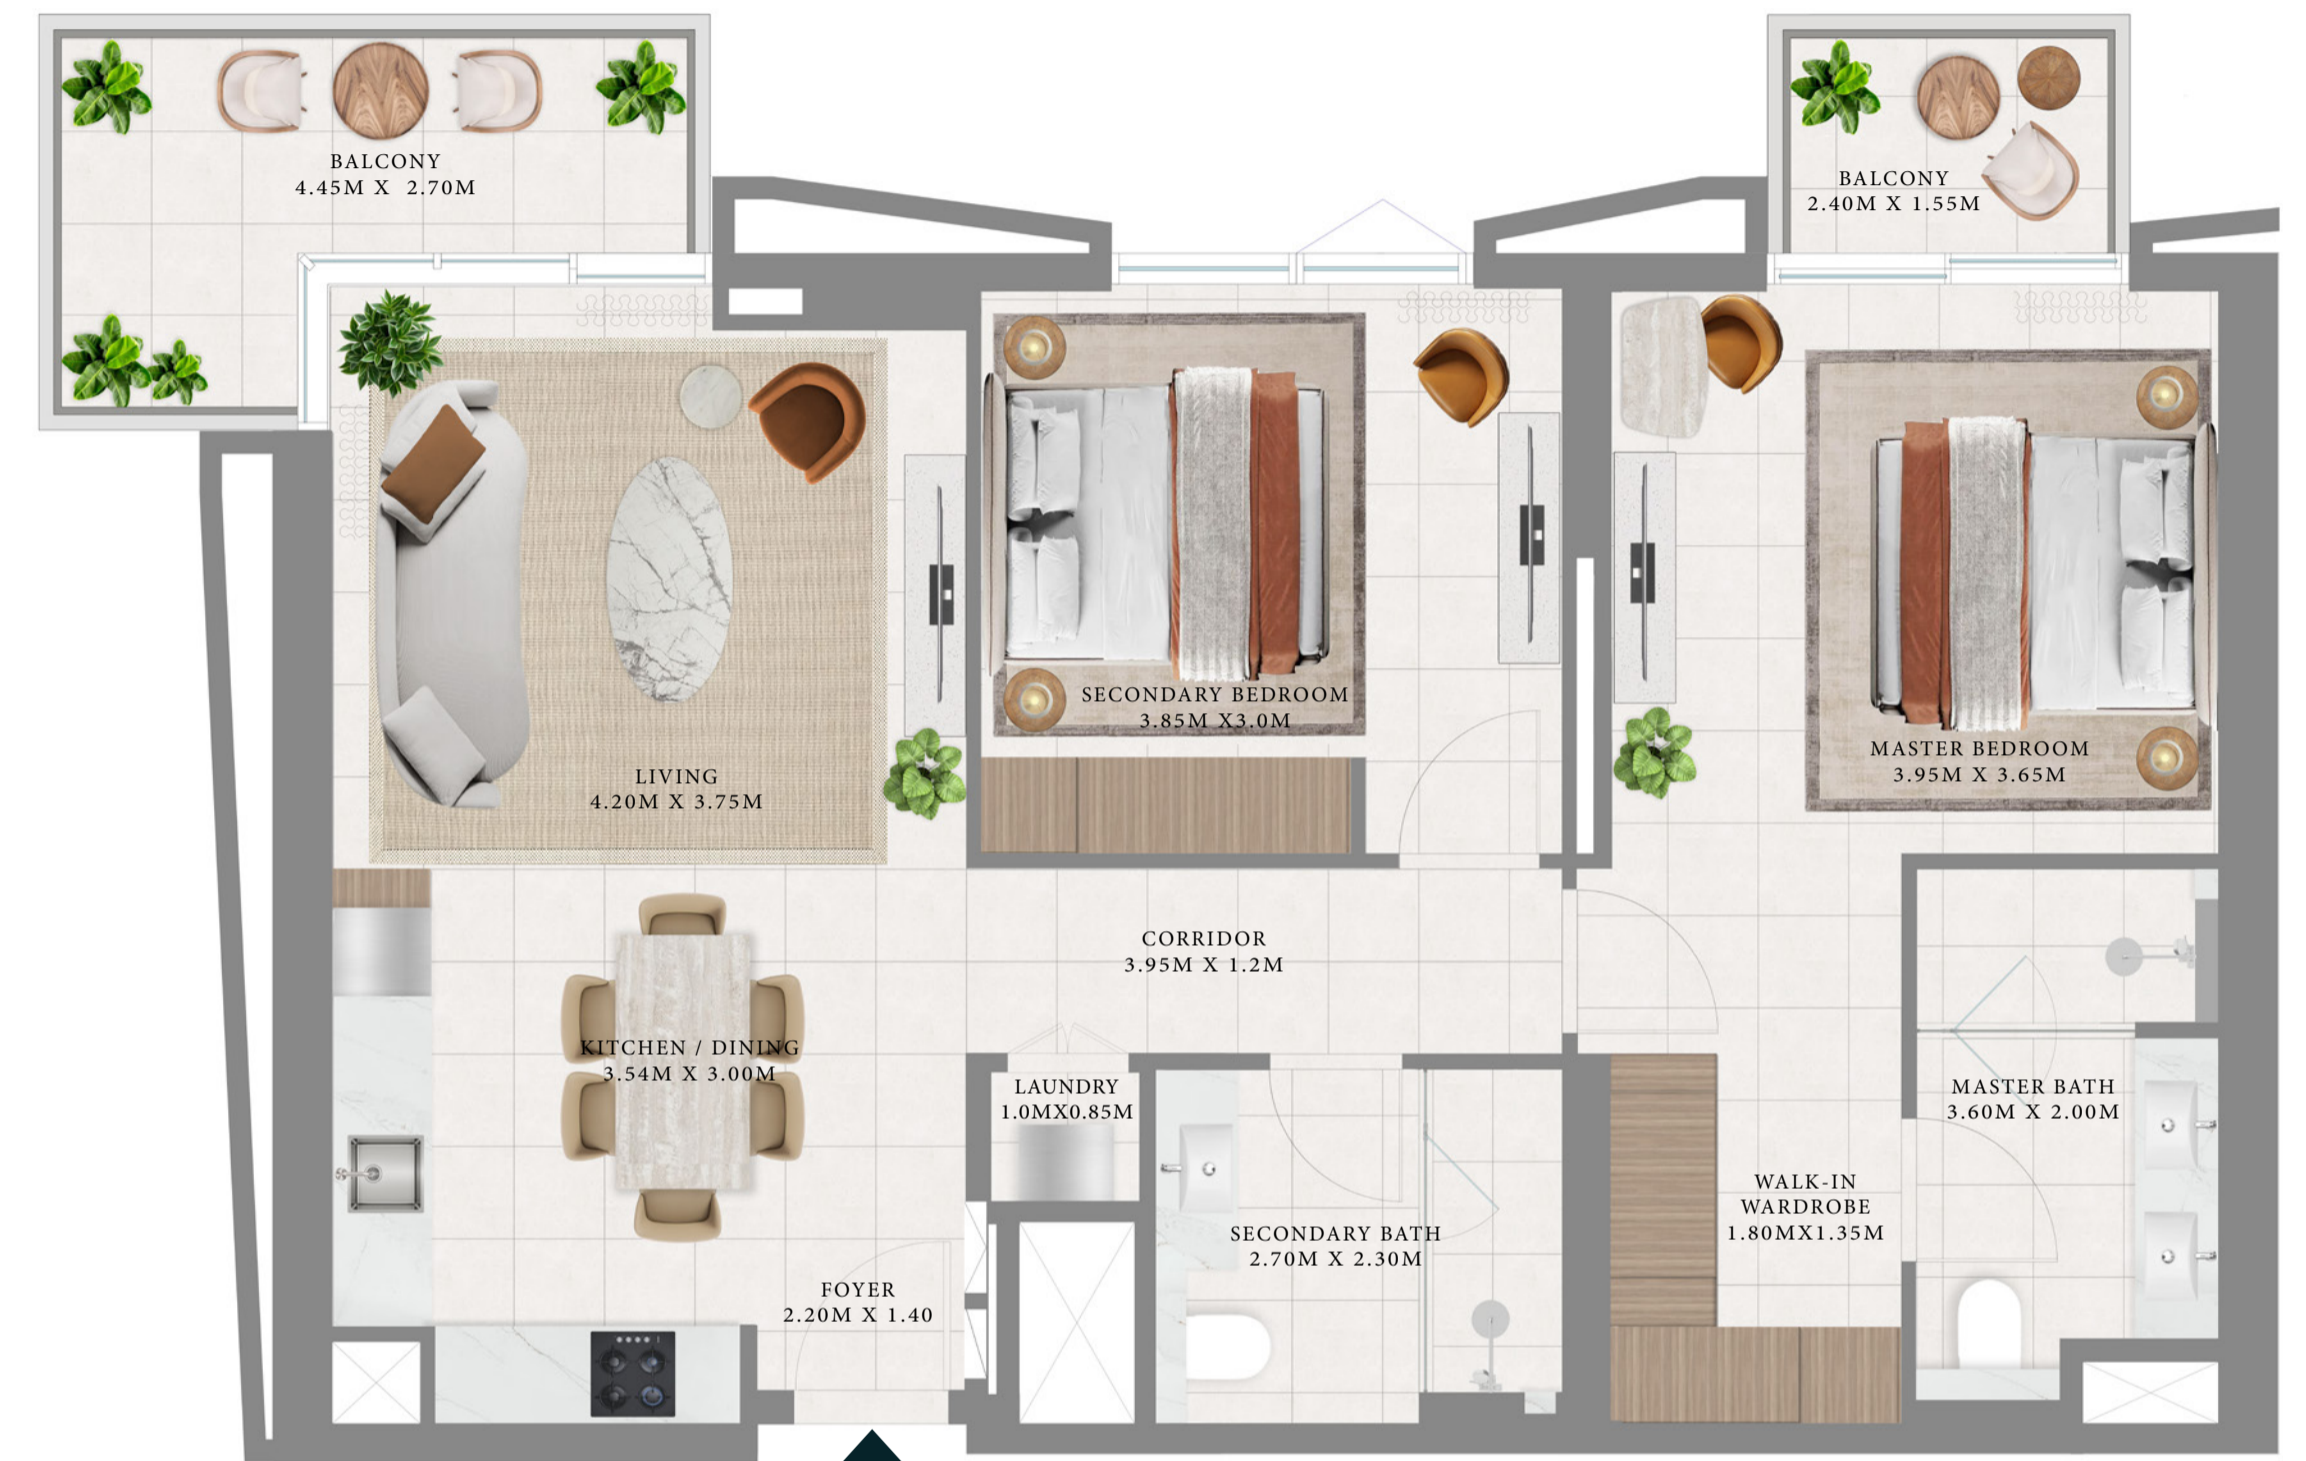 BALCONY
4.45M X 2.70M
BALCONY
2.40M X 1.55M
SECONDARY BEDROOM
3.85M X3.0M
MASTER BEDROOM
3.95M X 3.65M
LIVING
4.20M X 3.75M
CORRIDOR
3.95M X 1.2M
KITCHEN / DINING
3.54M X 3.00M
LAUNDRY
1.0MX0.85M
MASTER BATH
3.60M X 2.00M
WALK-IN
WARDROBE
1.80MX1.35M
SECONDARY BATH
2.70M X 2.30M
FOYER
2.20M X 1.40